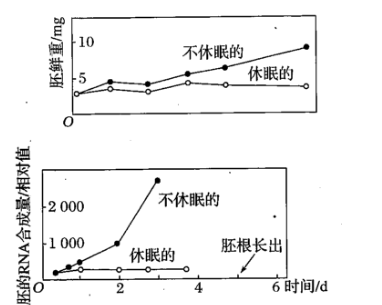 胚鲜重/mg
10
5
O
不休眠的
休眠的
胚的RNA合成量/相对值
2 000
1 000
O
不休眠的
休眠的
胚根长出
2
4
6 时间/d